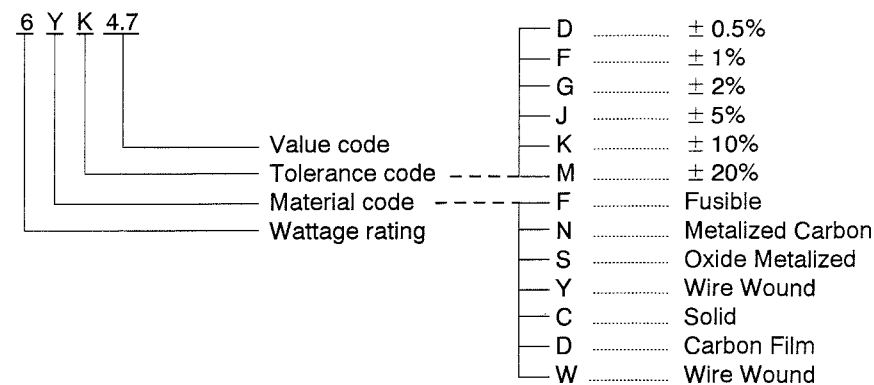 6 Y K 4.7
Value code
Tolerance code
Material code
Wattage rating
D ± 0.5%
F ± 1%
G ± 2%
J ± 5%
K ± 10%
M ± 20%
F Fusible
N Metalized Carbon
S Oxide Metalized
Y Wire Wound
C Solid
D Carbon Film
W Wire Wound